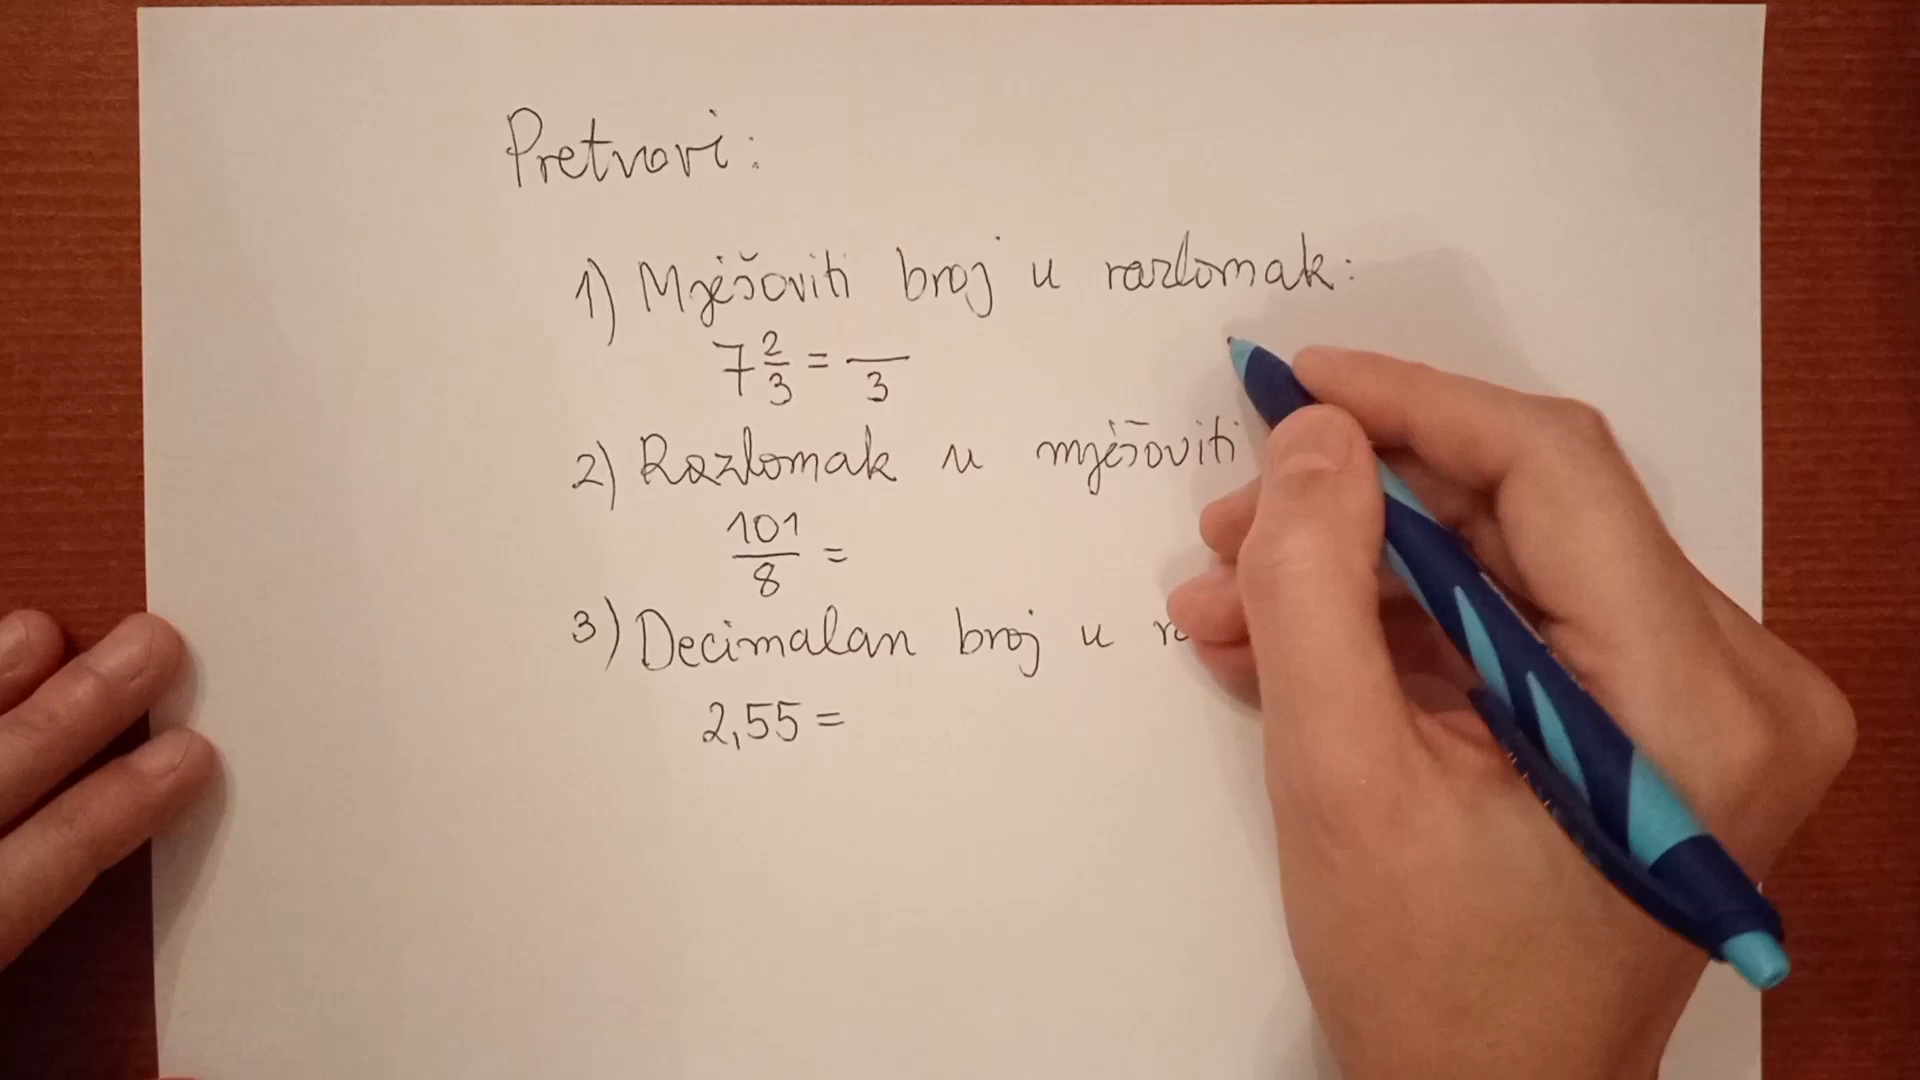 Pretvori:
1) Mješoviti broj u razlomak:
7 2/3 = /3
2) Razlomak u mješoviti
101/8 =
3) Decimalan broj u
2,55 =